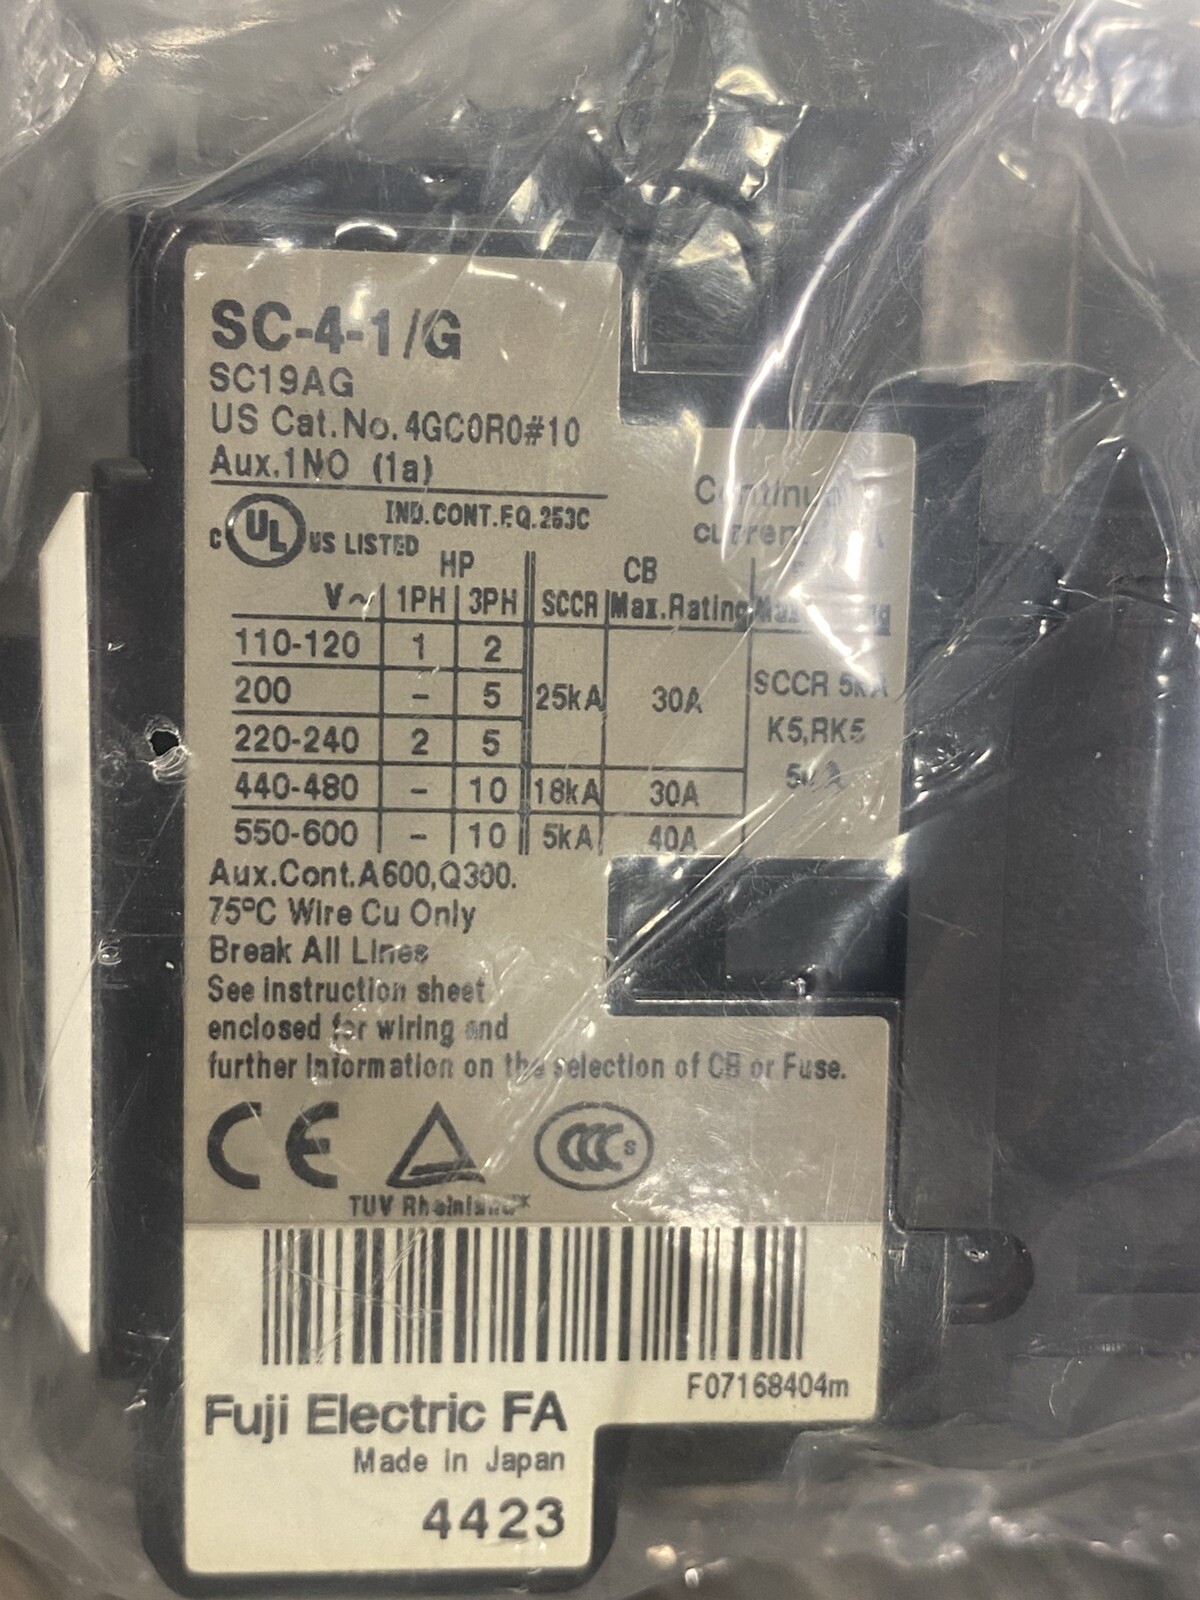 SC-4-1/G
SC19AG
US Cat.No. 4GC0R0#10
Aux.1NO (1a)
C UL US LISTED IND.CONT.EQ. 253C
current A
HP CB
V~ 1PH 3PH SCCR Max.Rating
110-120 1 2
200 - 5 25kA 30A SCCR 5kA
220-240 2 5 K5,RK5
440-480 - 10 18kA 30A
550-600 - 10 5kA 40A
Aux.Cont.A600,Q300.
75°C Wire Cu Only
Break All Lines
See instruction sheet
enclosed for wiring and
further information on the selection of CB or Fuse.
CE CCC S
TUV Rheinland*
F07168404m
Fuji Electric FA
Made in Japan
4423